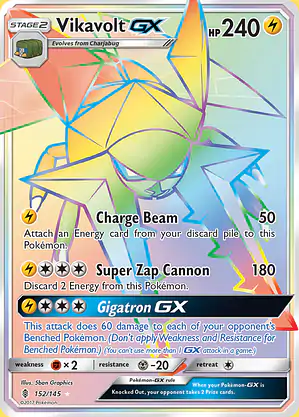 STAGE 2 Vikavolt GX HP 240
Evolves from Charjabug
Charge Beam 50
Attach an Energy card from your discard pile to this
Pokémon.
Super Zap Cannon 180
Discard 2 Energy from this Pokémon.
Gigatron GX
This attack does 60 damage to each of your opponent's
Benched Pokémon. (Don't apply Weakness and Resistance for
Benched Pokémon.) (You can't use more than 1 GX attack in a game.)
weakness × 2 resistance -20 retreat
Pokémon-GX rule
When your Pokémon-GX is
Knocked Out, your opponent takes 2 Prize cards.
Illus. 5ban Graphics
152/145
©2017 Pokémon